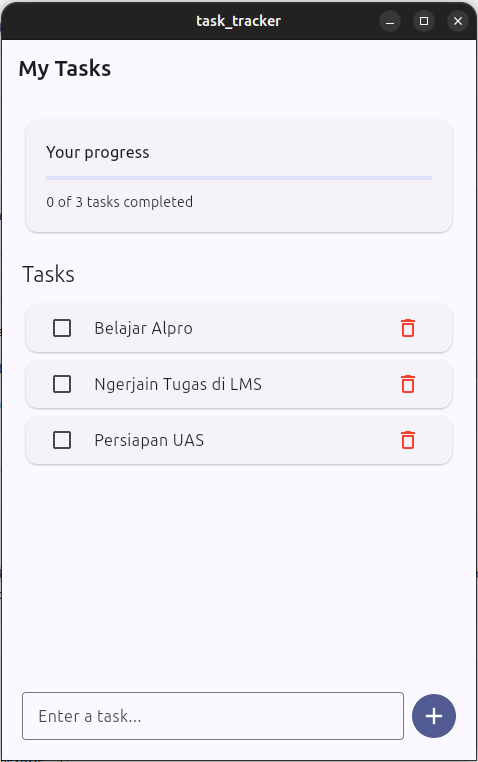 task_tracker
My Tasks
Your progress
0 of 3 tasks completed
Tasks
Belajar Alpro
Ngerjain Tugas di LMS
Persiapan UAS
Enter a task...